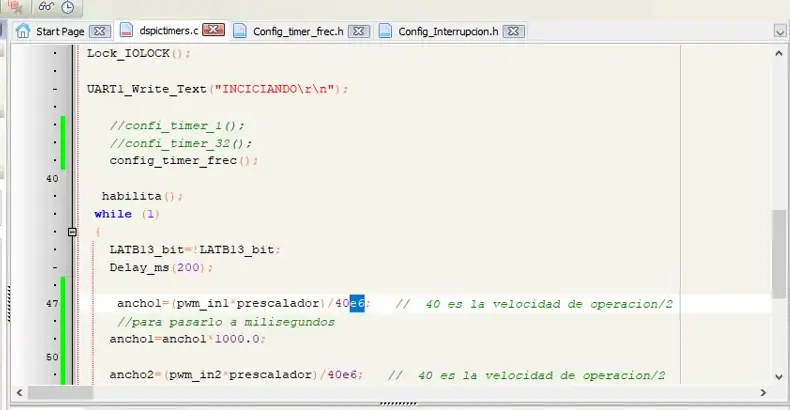 Start Page
dspictimers.c
Config_timer_frec.h
Config_Interrupcion.h
Lock_IOLOCK();
UART1_Write_Text("INCICIANDO\r\n");
//confi_timer_1();
//confi_timer_32();
config_timer_frec();
40
habilita();
while (1)
{
LATB13_bit=!LATB13_bit;
Delay_ms(200);
47 ancho1=(pwm_in1*prescalador)/40e6; // 40 es la velocidad de operacion/2
//para pasarlo a milisegundos
ancho1=ancho1*1000.0;
50
ancho2=(pwm_in2*prescalador)/40e6; // 40 es la velocidad de operacion/2